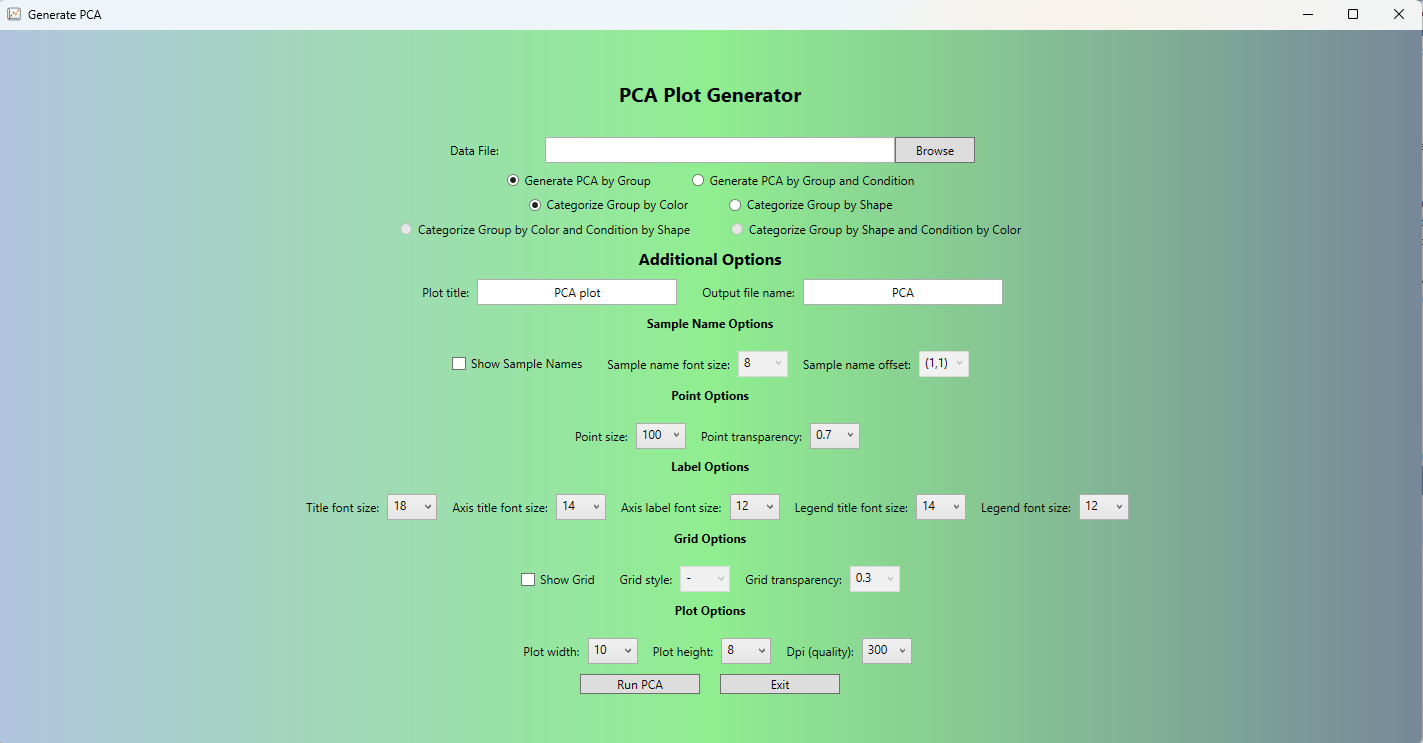 Generate PCA
PCA Plot Generator
Data File: Browse
Generate PCA by Group Generate PCA by Group and Condition
Categorize Group by Color Categorize Group by Shape
Categorize Group by Color and Condition by Shape Categorize Group by Shape and Condition by Color
Additional Options
Plot title: PCA plot Output file name: PCA
Sample Name Options
Show Sample Names Sample name font size: 8 Sample name offset: (1,1)
Point Options
Point size: 100 Point transparency: 0.7
Label Options
Title font size: 18 Axis title font size: 14 Axis label font size: 12 Legend title font size: 14 Legend font size: 12
Grid Options
Show Grid Grid style: - Grid transparency: 0.3
Plot Options
Plot width: 10 Plot height: 8 Dpi (quality): 300
Run PCA Exit